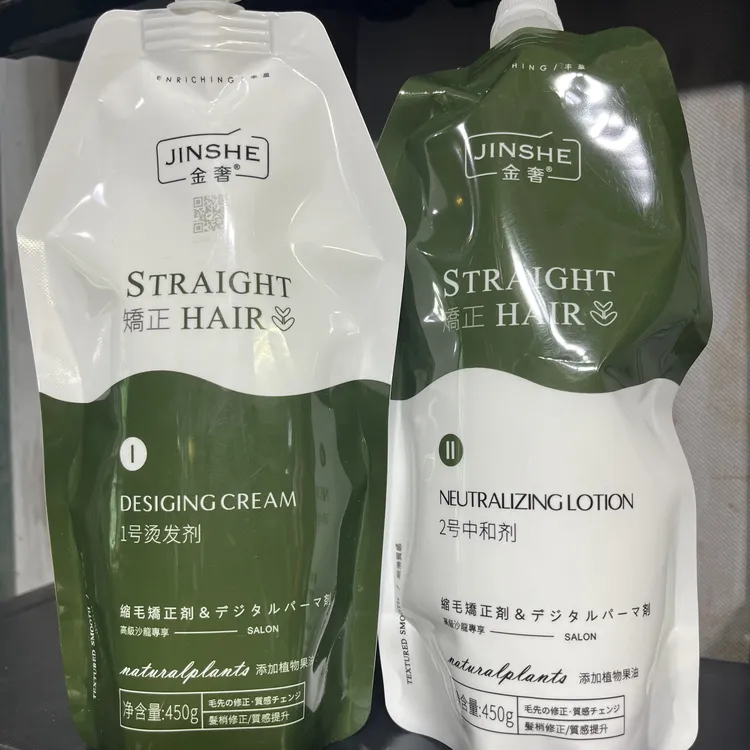 ENRICHING/丰盈
JINSHE
金奢®
STRAIGHT
矯正 HAIR
I
DESIGING CREAM
1号烫发剂
縮毛矯正剤&デジタルパーマ剤
高級沙龍專享 SALON
naturalplants 添加植物果油
净含量:450g
毛先の修正·質感チェンジ
髮梢修正/質感提升
TEXTURED SMOOTH
HING/丰盈
JINSHE
金奢®
STRAIGHT
矯正 HAIR
II
NEUTRALIZING LOTION
2号中和剂
縮毛矯正剤&デジタルパーマ剤
高級沙龍專享 SALON
naturalplants 添加植物果油
净含量:450g
毛先の修正·質感チェンジ
髮梢修正/質感提升
TEXTURED SMOOTH